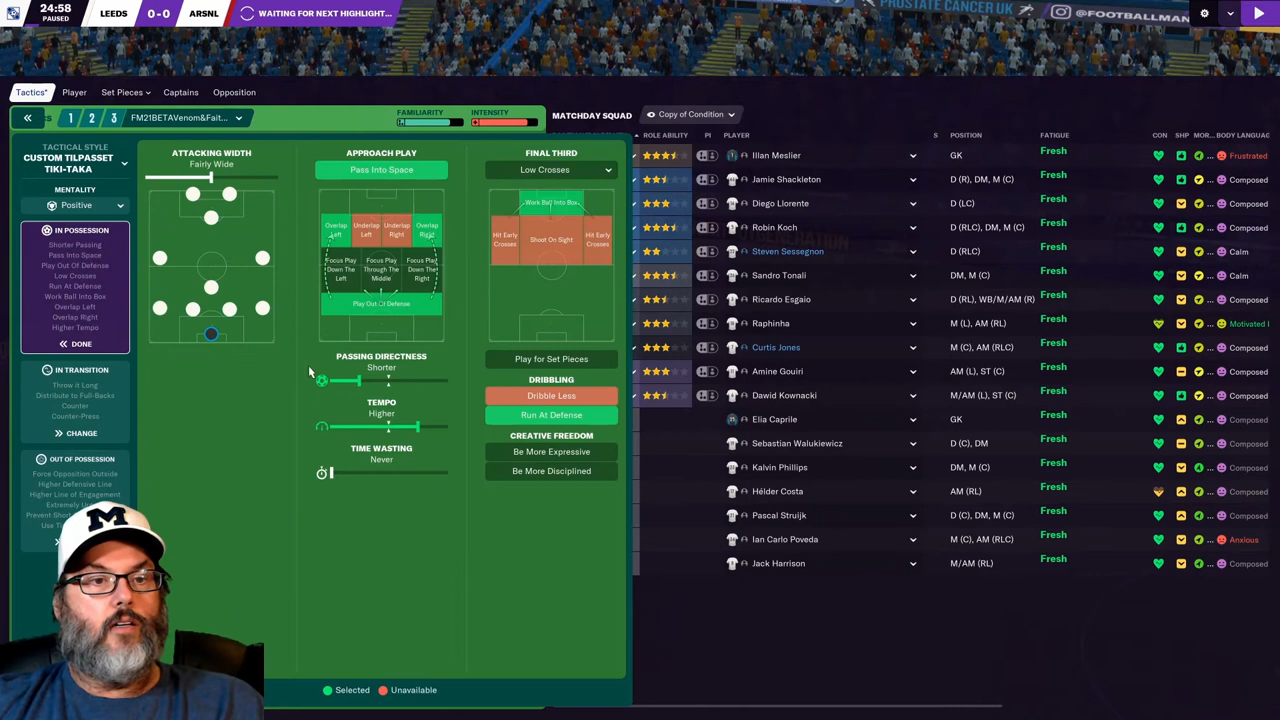 24:58
PAUSED
LEEDS 0-0 ARSNL
WAITING FOR NEXT HIGHLIGHT...
PROSTATE CANCER UK
@FOOTBALLMAN
Tactics* Player Set Pieces Captains Opposition
1 2 3 FM21BETAVenom&Fait...
FAMILIARITY
INTENSITY
TACTICAL STYLE
CUSTOM TILPASSET
TIKI-TAKA
MENTALITY
Positive
IN POSSESSION
Shorter Passing
Pass Into Space
Play Out Of Defense
Low Crosses
Run At Defense
Work Ball Into Box
Overlap Left
Overlap Right
Higher Tempo
DONE
IN TRANSITION
Throw it Long
Distribute to Full-Backs
Counter
Counter-Press
CHANGE
OUT OF POSSESSION
Force Opposition Outside
Higher Defensive Line
Higher Line of Engagement
Extremely
Prevent Short
Use
ATTACKING WIDTH
Fairly Wide
APPROACH PLAY
Pass Into Space
Overlap Left
Underlap Left
Underlap Right
Overlap Right
Focus Play Down The Left
Focus Play Through The Middle
Focus Play Down The Right
Play Out Of Defense
PASSING DIRECTNESS
Shorter
TEMPO
Higher
TIME WASTING
Never
FINAL THIRD
Low Crosses
Work Ball Into Box
Hit Early Crosses
Shoot On Sight
Hit Early Crosses
Play for Set Pieces
DRIBBLING
Dribble Less
Run At Defense
CREATIVE FREEDOM
Be More Expressive
Be More Disciplined
Selected Unavailable
MATCHDAY SQUAD Copy of Condition
ROLE ABILITY PI PLAYER S POSITION FATIGUE CON SHP MOR... BODY LANGUAG
Illan Meslier GK Fresh Frustrated
Jamie Shackleton D (R), DM, M (C) Fresh Composed
Diego Llorente D (LC) Fresh Composed
Robin Koch D (RLC), DM, M (C) Fresh Composed
Steven Sessegnon D (RLC) Fresh Calm
Sandro Tonali DM, M (C) Fresh Calm
Ricardo Esgaio D (RL), WB/M/AM (R) Fresh Composed
Raphinha M (L), AM (RL) Fresh Motivated I
Curtis Jones M (C), AM (RLC) Fresh Composed
Amine Gouiri AM (L), ST (C) Fresh Composed
Dawid Kownacki M/AM (L), ST (C) Fresh Composed
Elia Caprile GK Fresh Composed
Sebastian Walukiewicz D (C), DM Fresh Composed
Kalvin Phillips DM, M (C) Fresh Composed
Hélder Costa AM (RL) Fresh Composed
Pascal Struijk D (C), DM, M (C) Fresh Composed
Ian Carlo Poveda M (C), AM (RLC) Fresh Anxious
Jack Harrison M/AM (RL) Fresh Composed
M